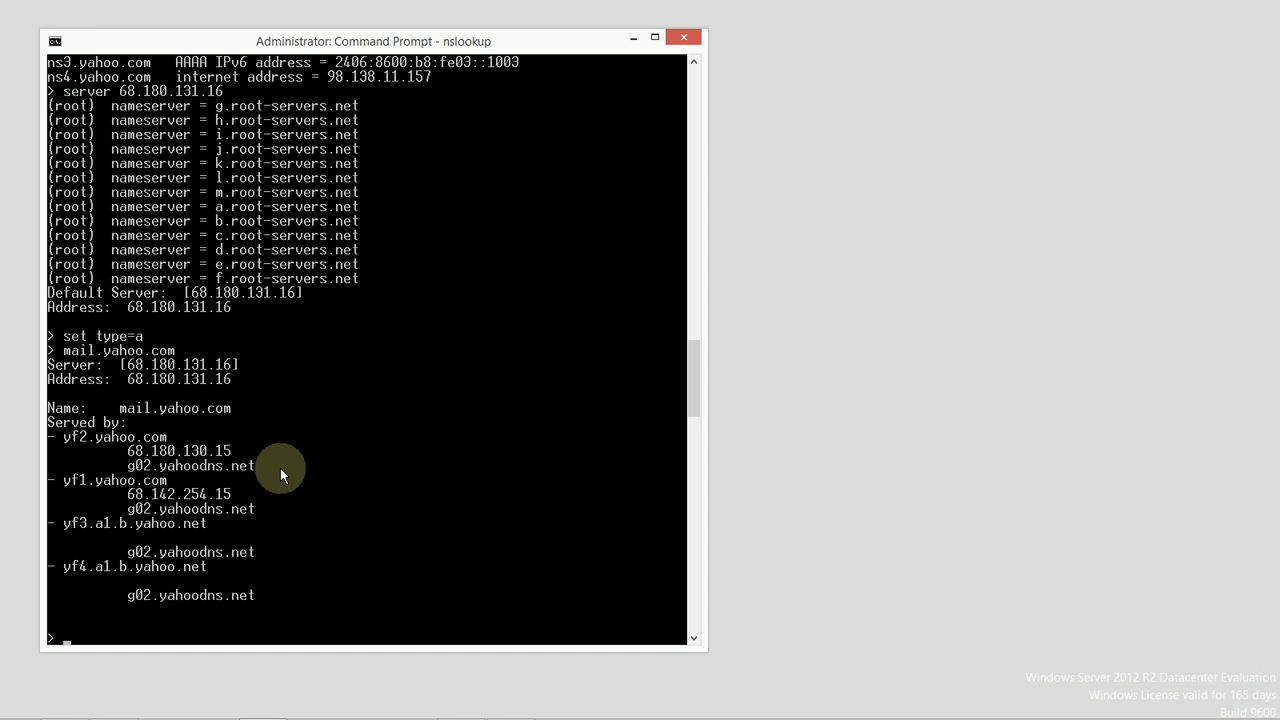 Administrator: Command Prompt - nslookup
ns3.yahoo.com   AAAA IPv6 address = 2406:8600:b8:fe03::1003
ns4.yahoo.com   internet address = 98.138.11.157
> server 68.180.131.16
(root)  nameserver = g.root-servers.net
(root)  nameserver = h.root-servers.net
(root)  nameserver = i.root-servers.net
(root)  nameserver = j.root-servers.net
(root)  nameserver = k.root-servers.net
(root)  nameserver = l.root-servers.net
(root)  nameserver = m.root-servers.net
(root)  nameserver = a.root-servers.net
(root)  nameserver = b.root-servers.net
(root)  nameserver = c.root-servers.net
(root)  nameserver = d.root-servers.net
(root)  nameserver = e.root-servers.net
(root)  nameserver = f.root-servers.net
Default Server:  [68.180.131.16]
Address:  68.180.131.16
> set type=a
> mail.yahoo.com
Server:  [68.180.131.16]
Address:  68.180.131.16
Name:    mail.yahoo.com
Served by:
- yf2.yahoo.com
68.180.130.15
g02.yahoodns.net
- yf1.yahoo.com
68.142.254.15
g02.yahoodns.net
- yf3.a1.b.yahoo.net
g02.yahoodns.net
- yf4.a1.b.yahoo.net
g02.yahoodns.net
>
Windows Server 2012 R2 Datacenter Evaluation
Windows License valid for 165 days
Build 9600